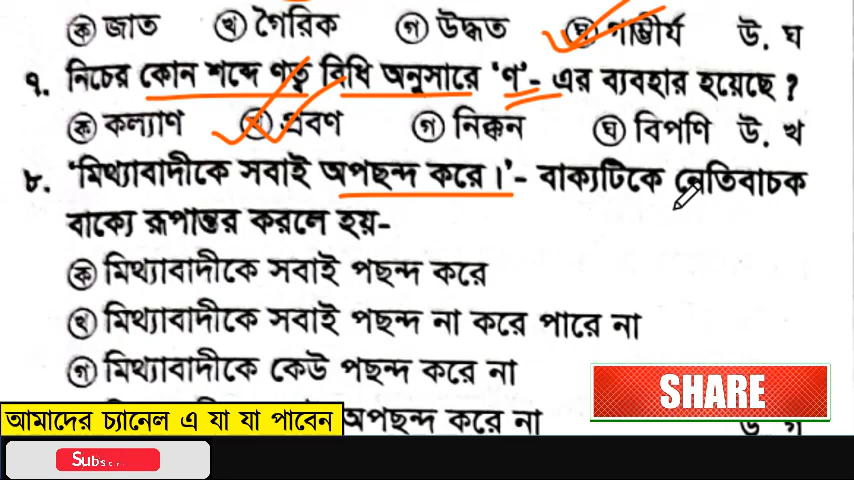 ক জাত খ গৈরিক গ উদ্ধত ঘ গাম্ভীর্য উ. ঘ
৭. নিচের কোন শব্দে ণত্ব বিধি অনুসারে ‘ণ’- এর ব্যবহার হয়েছে ?
ক কল্যাণ খ প্রবণ গ নিক্কন ঘ বিপণি উ. খ
৮. ‘মিথ্যাবাদীকে সবাই অপছন্দ করে।’- বাক্যটিকে নেতিবাচক
বাক্যে রূপান্তর করলে হয়-
ক মিথ্যাবাদীকে সবাই পছন্দ করে
খ মিথ্যাবাদীকে সবাই পছন্দ না করে পারে না
গ মিথ্যাবাদীকে কেউ পছন্দ করে না
SHARE
আমাদের চ্যানেল এ যা যা পাবেন
অপছন্দ করে না উ. গ
Subsc..